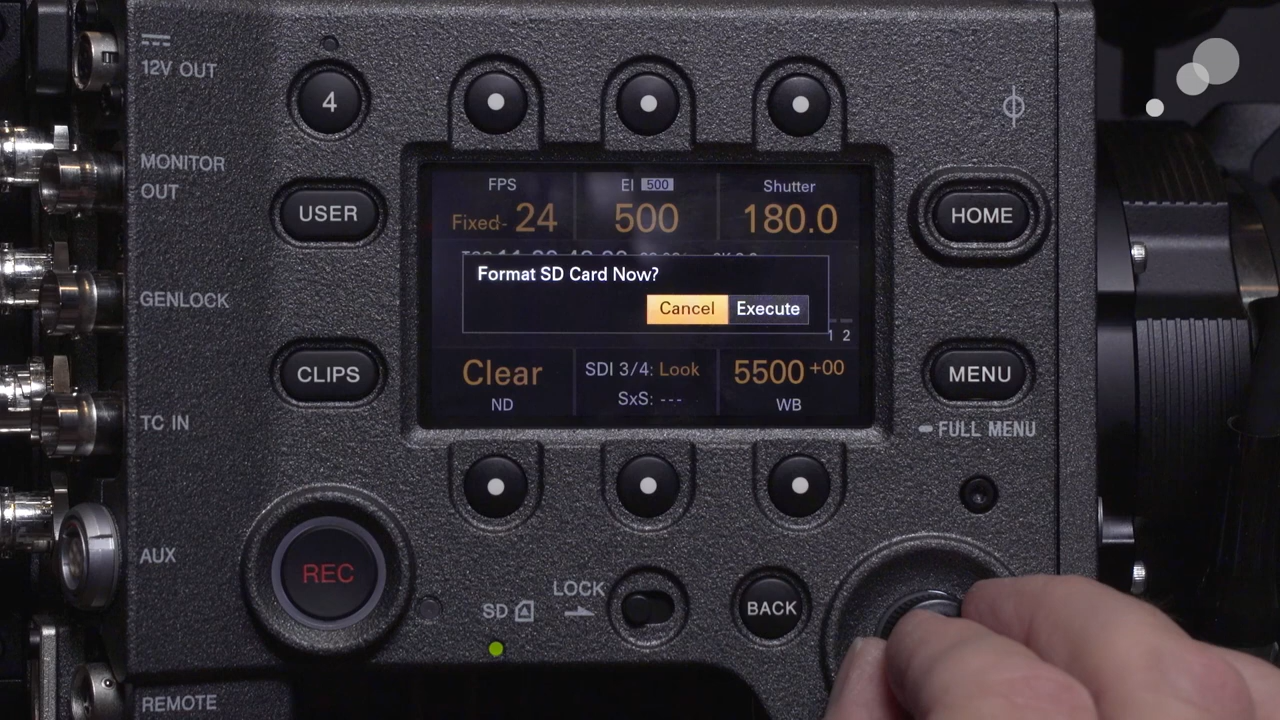 12V OUT
4
MONITOR
OUT
USER
HOME
FPS
EI 500
Shutter
Fixed- 24
500
180.0
Format SD Card Now?
Cancel
Execute
GENLOCK
1 2
CLIPS
MENU
Clear
SDI 3/4: Look
5500 +00
ND
SxS: ---
WB
TC IN
FULL MENU
AUX
REC
LOCK
SD
BACK
REMOTE